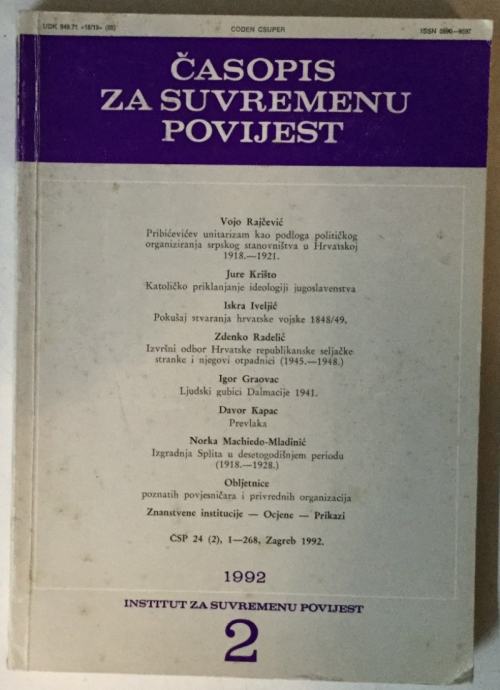 UDK 949.71 «18/19» (05)
CODEN CSUPER
ISSN 0590—9597
ČASOPIS
ZA SUVREMENU
POVIJEST
Vojo Rajčević
Pribićevićev unitarizam kao podloga političkog
organiziranja srpskog stanovništva u Hrvatskoj
1918.—1921.
Jure Krišto
Katoličko priklanjanje ideologiji jugoslavenstva
Iskra Iveljić
Pokušaj stvaranja hrvatske vojske 1848/49.
Zdenko Radelić
Izvršni odbor Hrvatske republikanske seljačke
stranke i njegovi otpadnici (1945.—1948.)
Igor Graovac
Ljudski gubici Dalmacije 1941.
Davor Kapac
Prevlaka
Norka Machiedo-Mladinić
Izgradnja Splita u desetogodišnjem periodu
(1918.—1928.)
Obljetnice
poznatih povjesničara i privrednih organizacija
Znanstvene institucije — Ocjene — Prikazi
ČSP 24 (2), 1—268, Zagreb 1992.
1992
INSTITUT ZA SUVREMENU POVIJEST
2